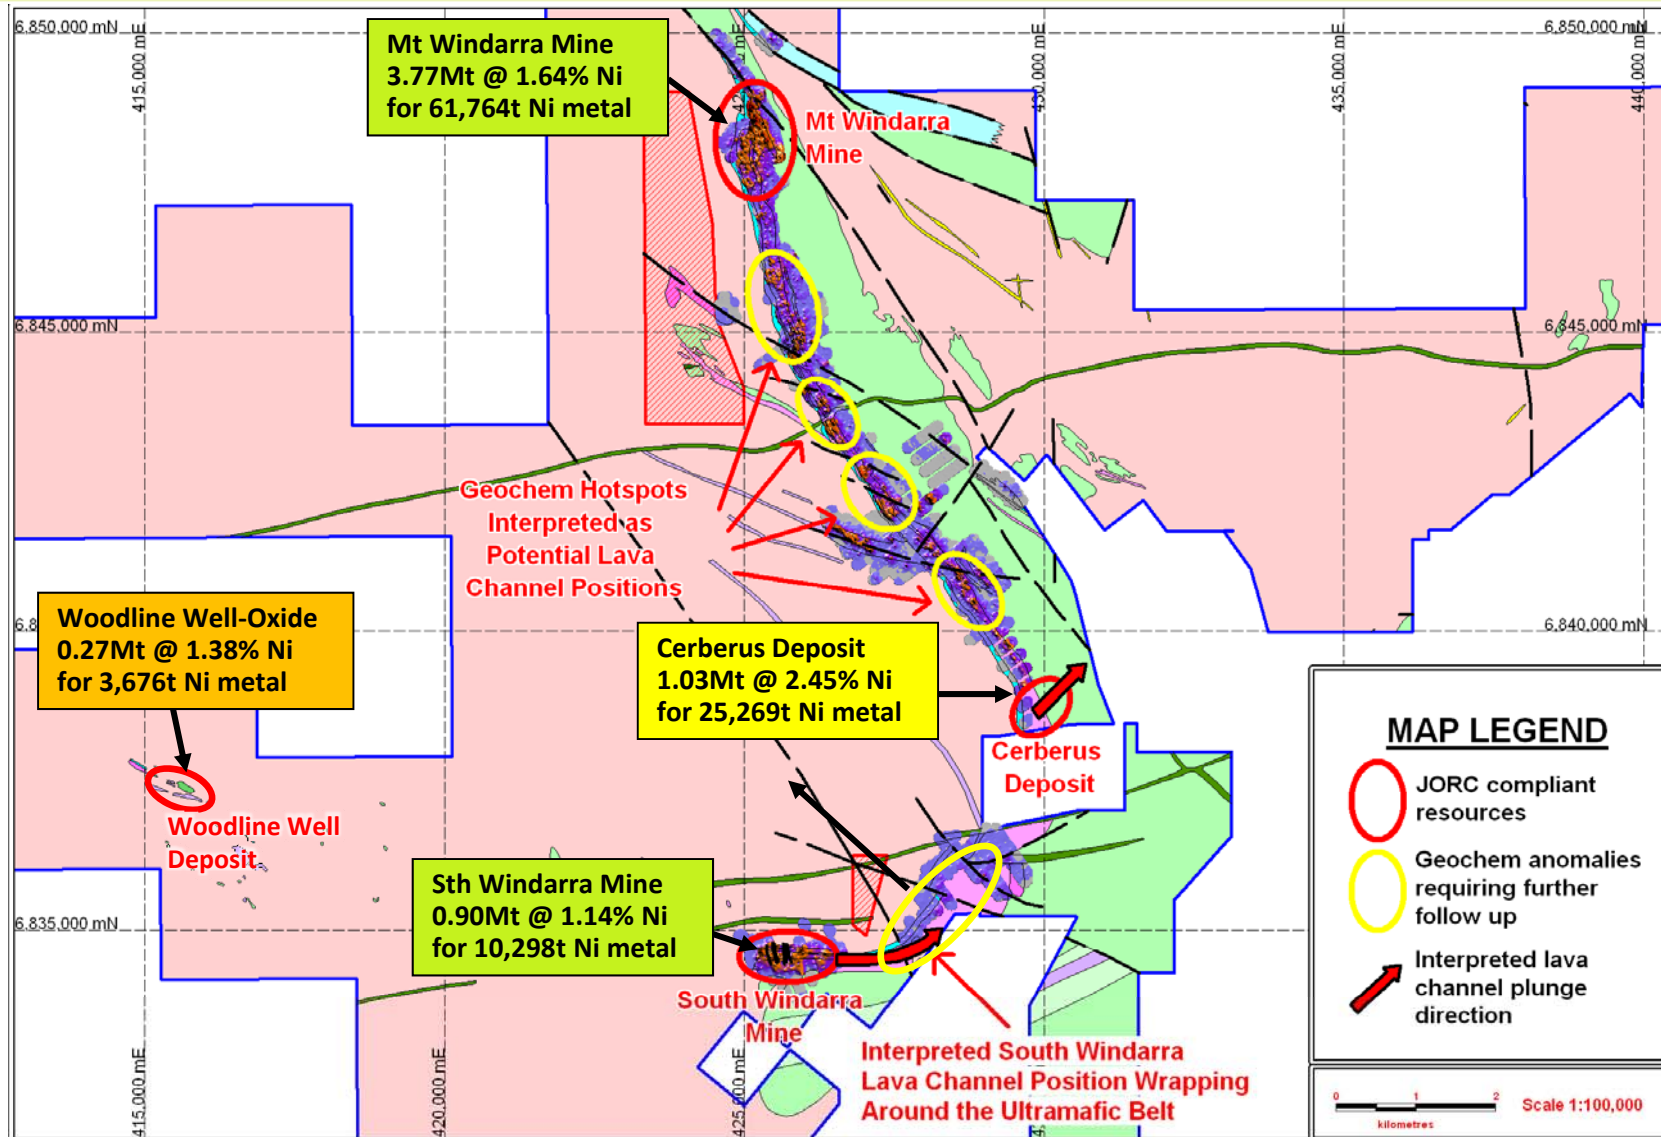 6,850,000 mN
6,850,000 mN
415,000 mE
435,000 mE
440,000 mE
Mt Windarra Mine
3.77Mt @ 1.64% Ni
for 61,764t Ni metal
Mt Windarra
Mine
6,845,000 mN
6,845,000 mN
Geochem Hotspots
Interpreted as
Potential Lava
Channel Positions
Woodline Well-Oxide
0.27Mt @ 1.38% Ni
for 3,676t Ni metal
6,840,000 mN
Cerberus Deposit
1.03Mt @ 2.45% Ni
for 25,269t Ni metal
Cerberus
Deposit
Woodline Well
Deposit
Sth Windarra Mine
0.90Mt @ 1.14% Ni
for 10,298t Ni metal
6,835,000 mN
South Windarra
Mine
Interpreted South Windarra
Lava Channel Position Wrapping
Around the Ultramafic Belt
415,000 mE
420,000 mE
425,000 mE
MAP LEGEND
JORC compliant
resources
Geochem anomalies
requiring further
follow up
Interpreted lava
channel plunge
direction
0 1 2
kilometres
Scale 1:100,000